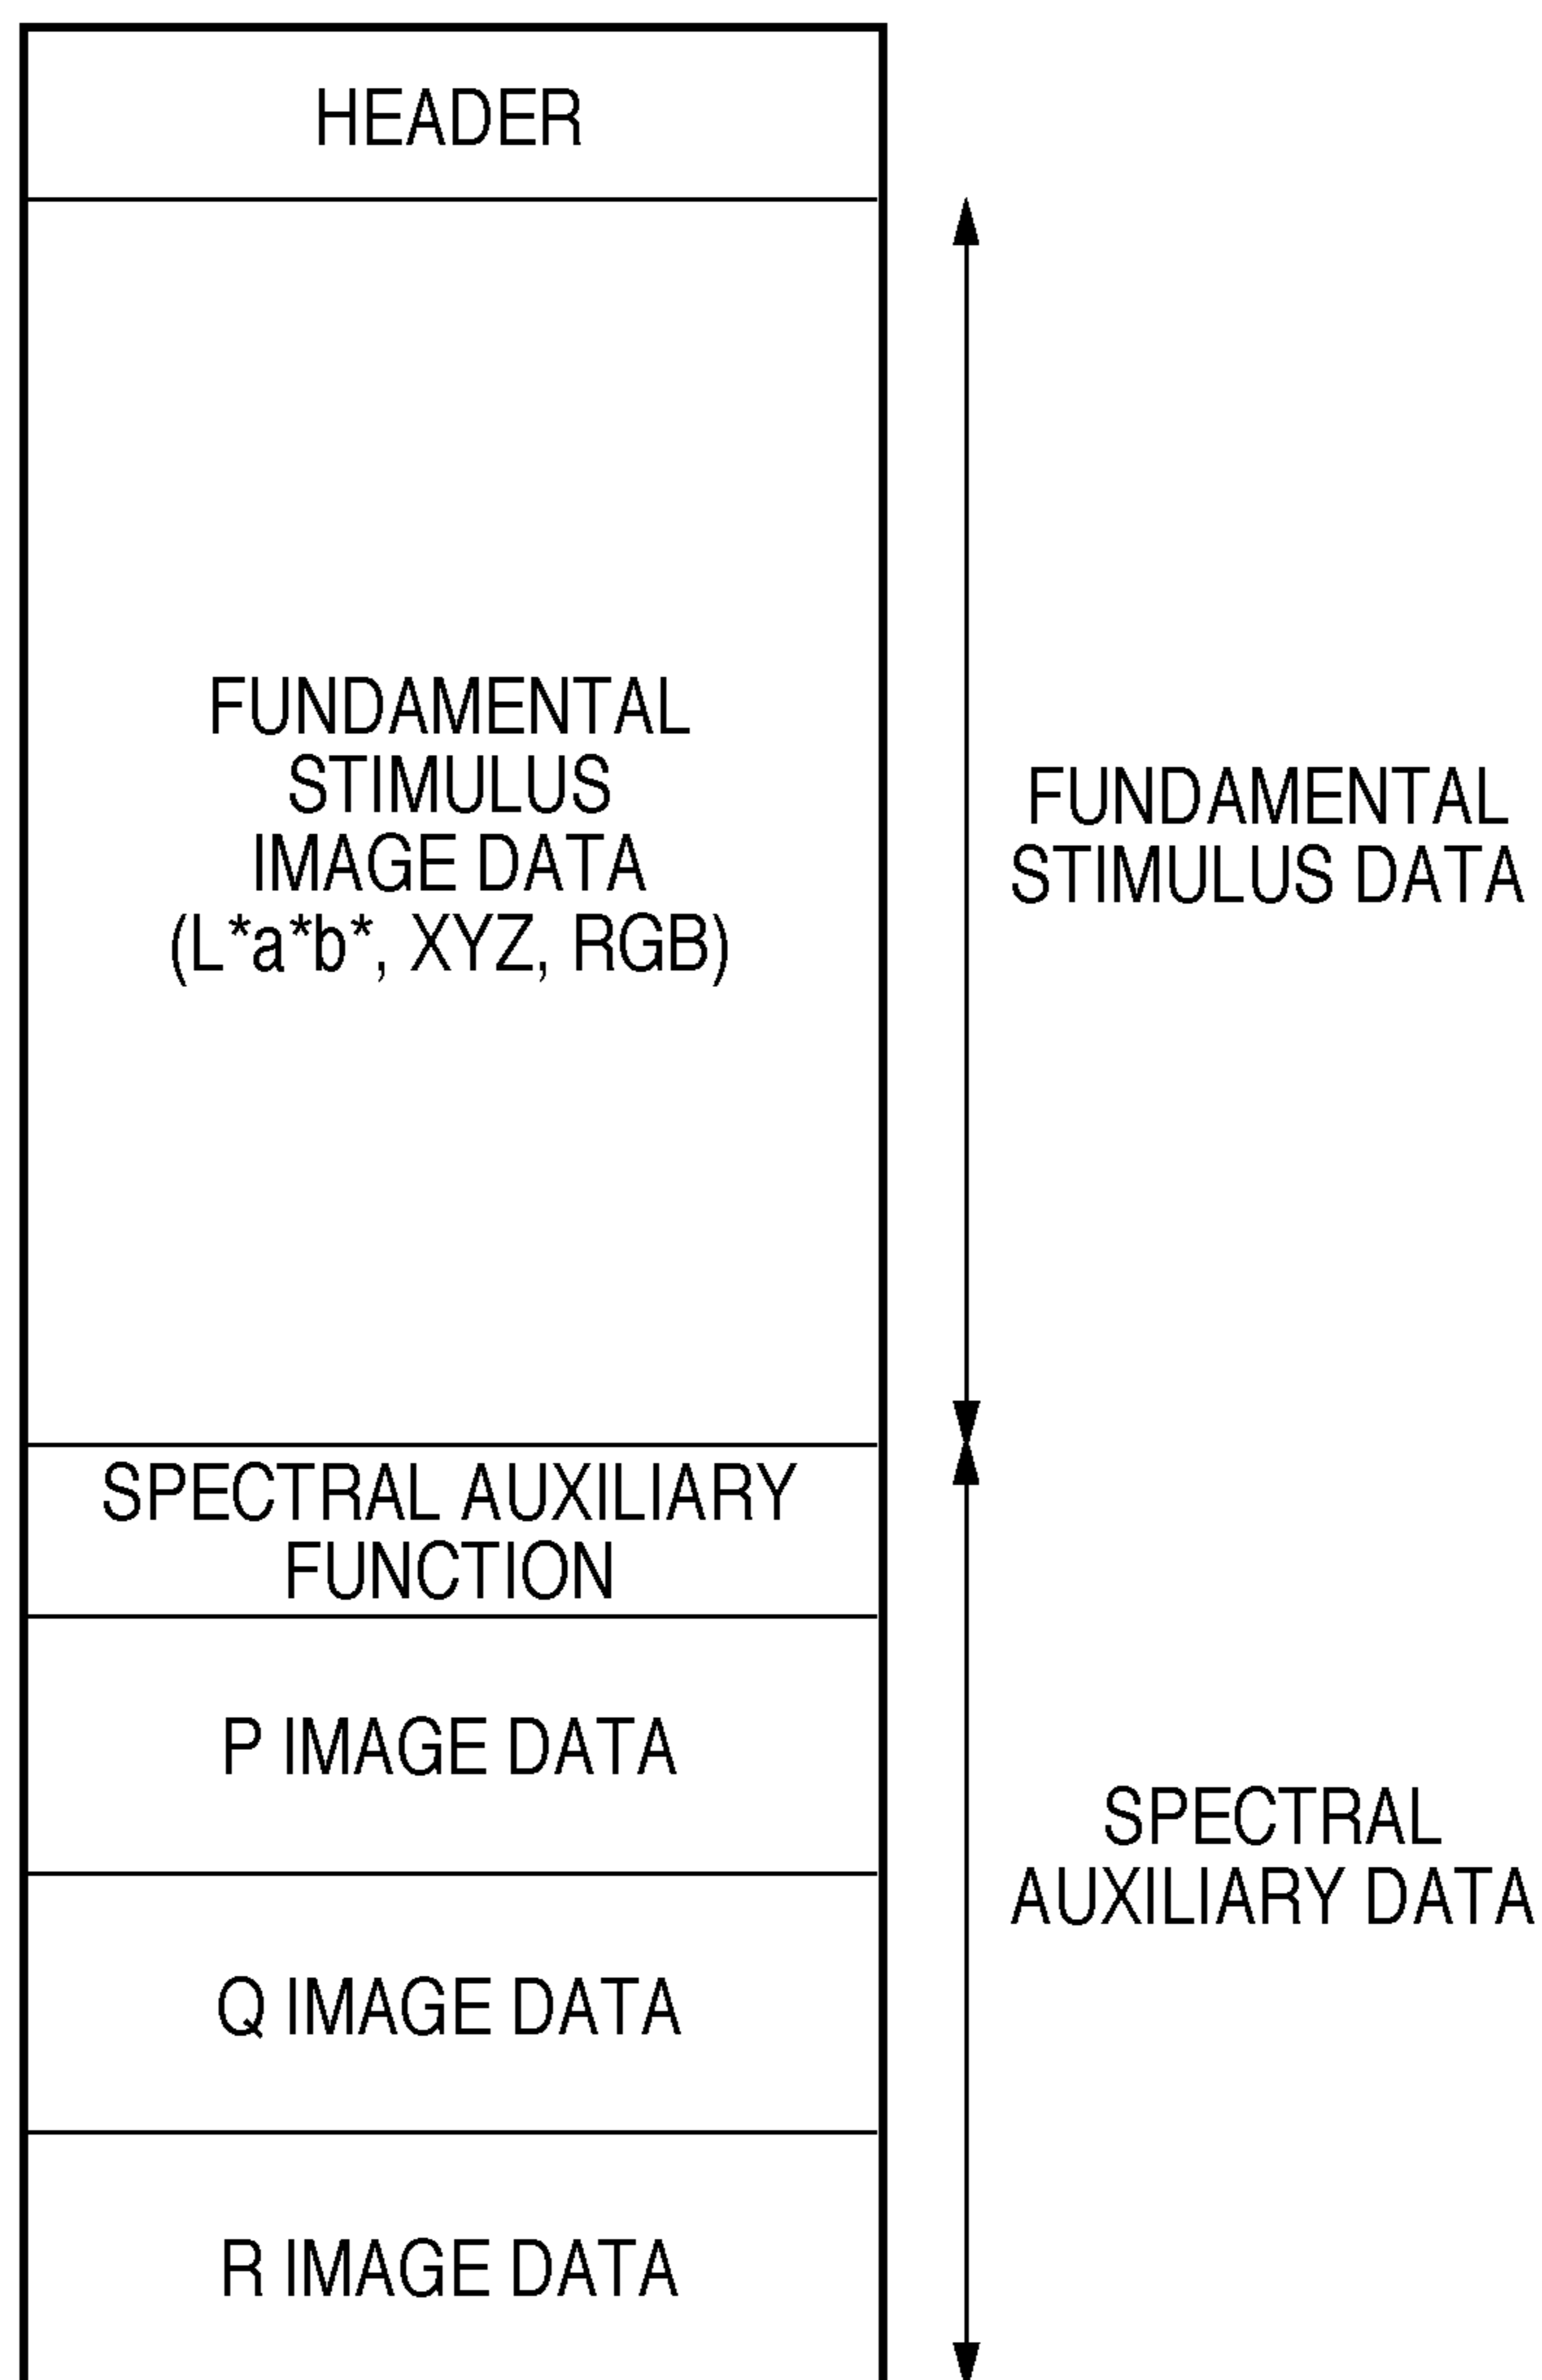 HEADER
FUNDAMENTAL
STIMULUS
IMAGE DATA
(L*a*b*, XYZ, RGB)
FUNDAMENTAL
STIMULUS DATA
SPECTRAL AUXILIARY
FUNCTION
P IMAGE DATA
Q IMAGE DATA
R IMAGE DATA
SPECTRAL
AUXILIARY DATA